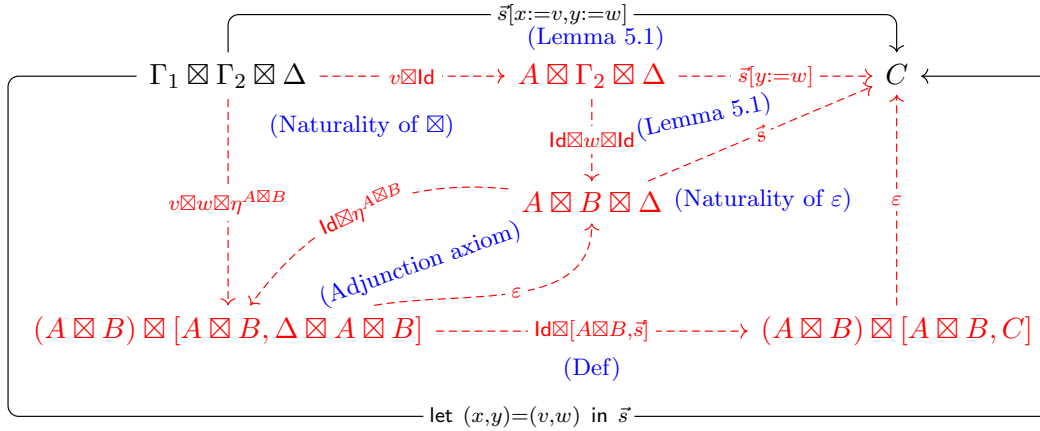 s⃗[x:=v,y:=w]
(Lemma 5.1)
Γ₁ ⊠ Γ₂ ⊠ Δ v⊠Id A ⊠ Γ₂ ⊠ Δ s⃗[y:=w] C
(Naturality of ⊠) (Lemma 5.1)
Id⊠w⊠Id s⃗
v⊠w⊠η^{A⊠B} Id⊠η^{A⊠B} A ⊠ B ⊠ Δ (Naturality of ε) ε
(Adjunction axiom)
ε
(A ⊠ B) ⊠ [A ⊠ B, Δ ⊠ A ⊠ B] Id⊠[A⊠B,s⃗] (A ⊠ B) ⊠ [A ⊠ B, C]
(Def)
let (x,y)=(v,w) in s⃗